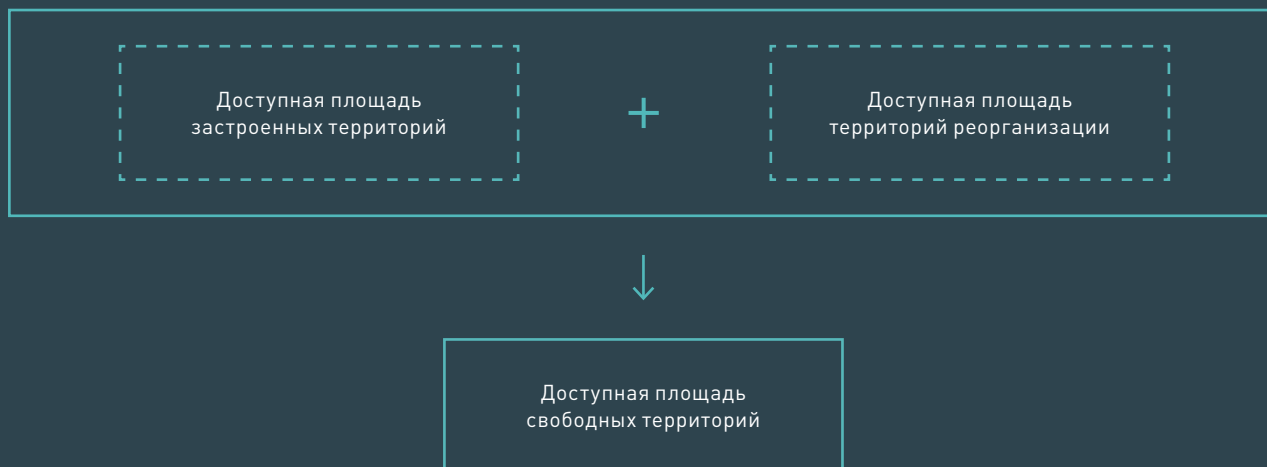 Доступная площадь
застроенных территорий
+
Доступная площадь
территорий реорганизации
Доступная площадь
свободных территорий